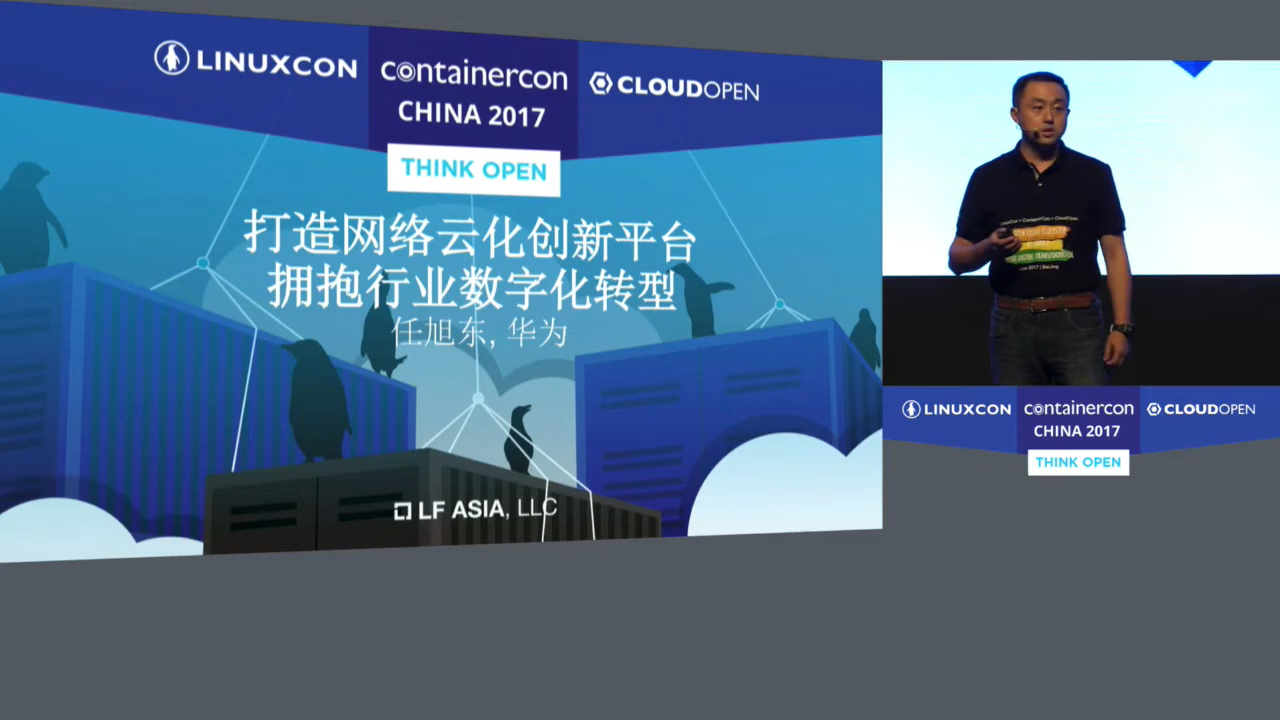 LINUXCON
containercon
CLOUDOPEN
CHINA 2017
THINK OPEN
打造网络云化创新平台
拥抱行业数字化转型
任旭东, 华为
LF ASIA, LLC
LINUXCON
containercon
CLOUDOPEN
CHINA 2017
THINK OPEN